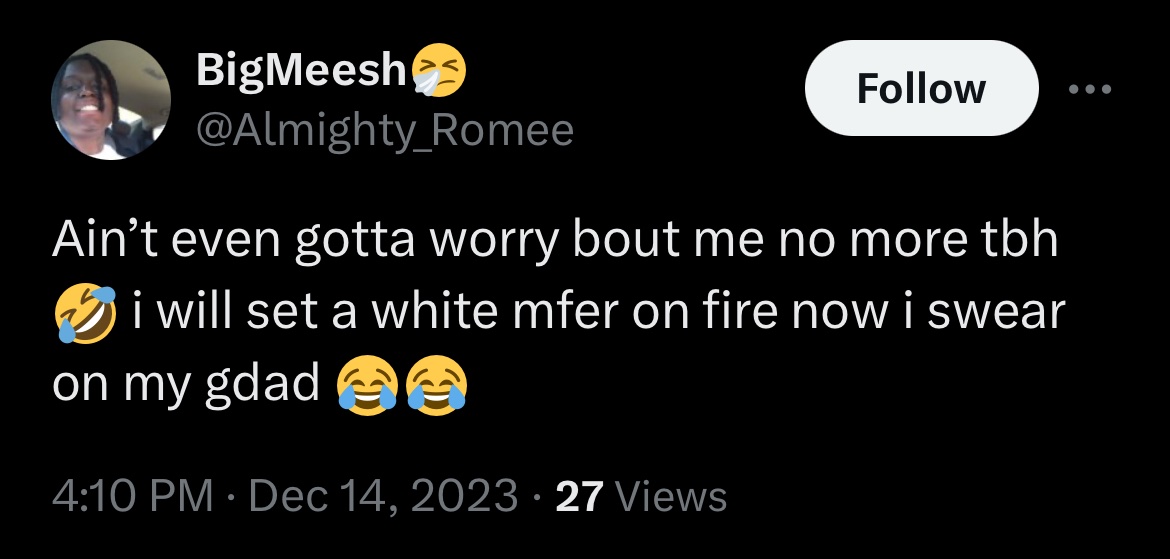 BigMeesh🤧
@Almighty_Romee
Follow
Ain’t even gotta worry bout me no more tbh
🤣 i will set a white mfer on fire now i swear
on my gdad 😂😂
4:10 PM · Dec 14, 2023 · 27 Views